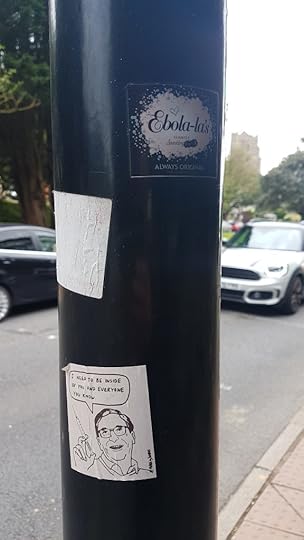 Ebola-la's
ALWAYS ORIGINAL
I NEED TO BE INSIDE
OF YOU AND EVERYONE
YOU KNOW